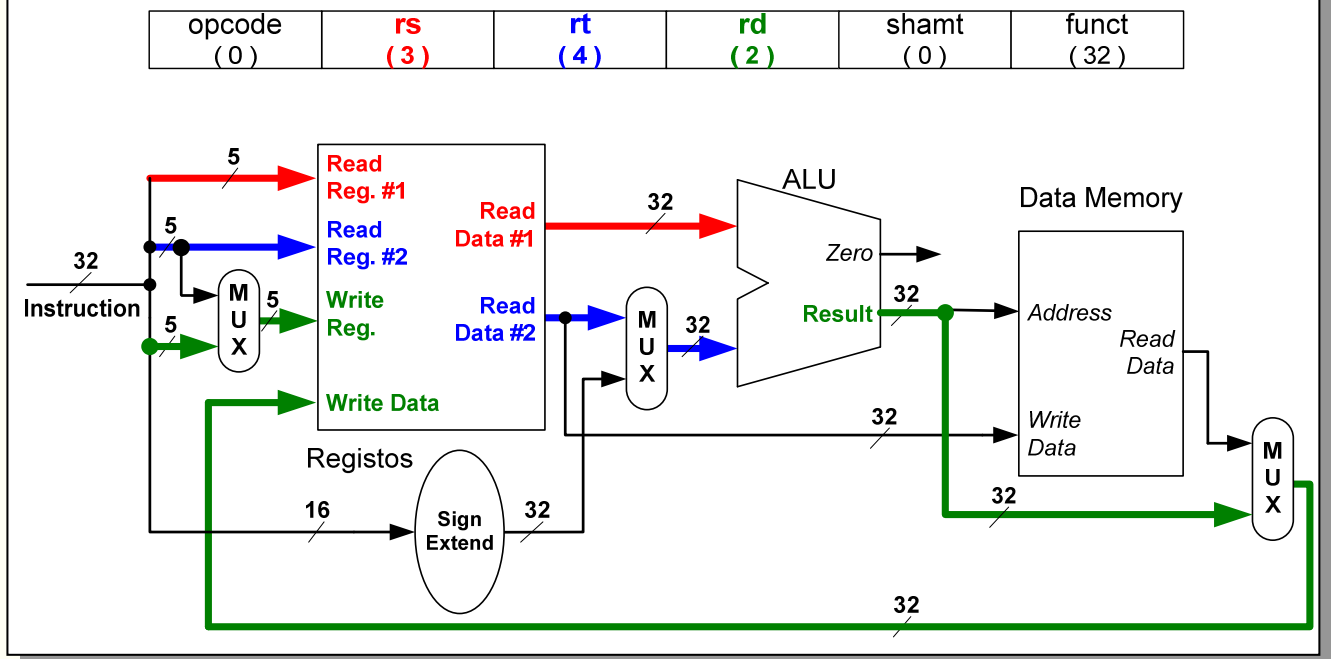 opcode rs rt rd shamt funct
( 0 ) ( 3 ) ( 4 ) ( 2 ) ( 0 ) ( 32 )
5
Read
Reg. #1
5
Read
Reg. #2
32
Instruction
M
U
X
5
5
Write
Reg.
Write Data
Read
Data #1
Read
Data #2
Registos
16
Sign
Extend
32
32
M
U
X
32
ALU
Zero
Result
32
Data Memory
Address
Read
Data
Write
Data
32
32
M
U
X
32